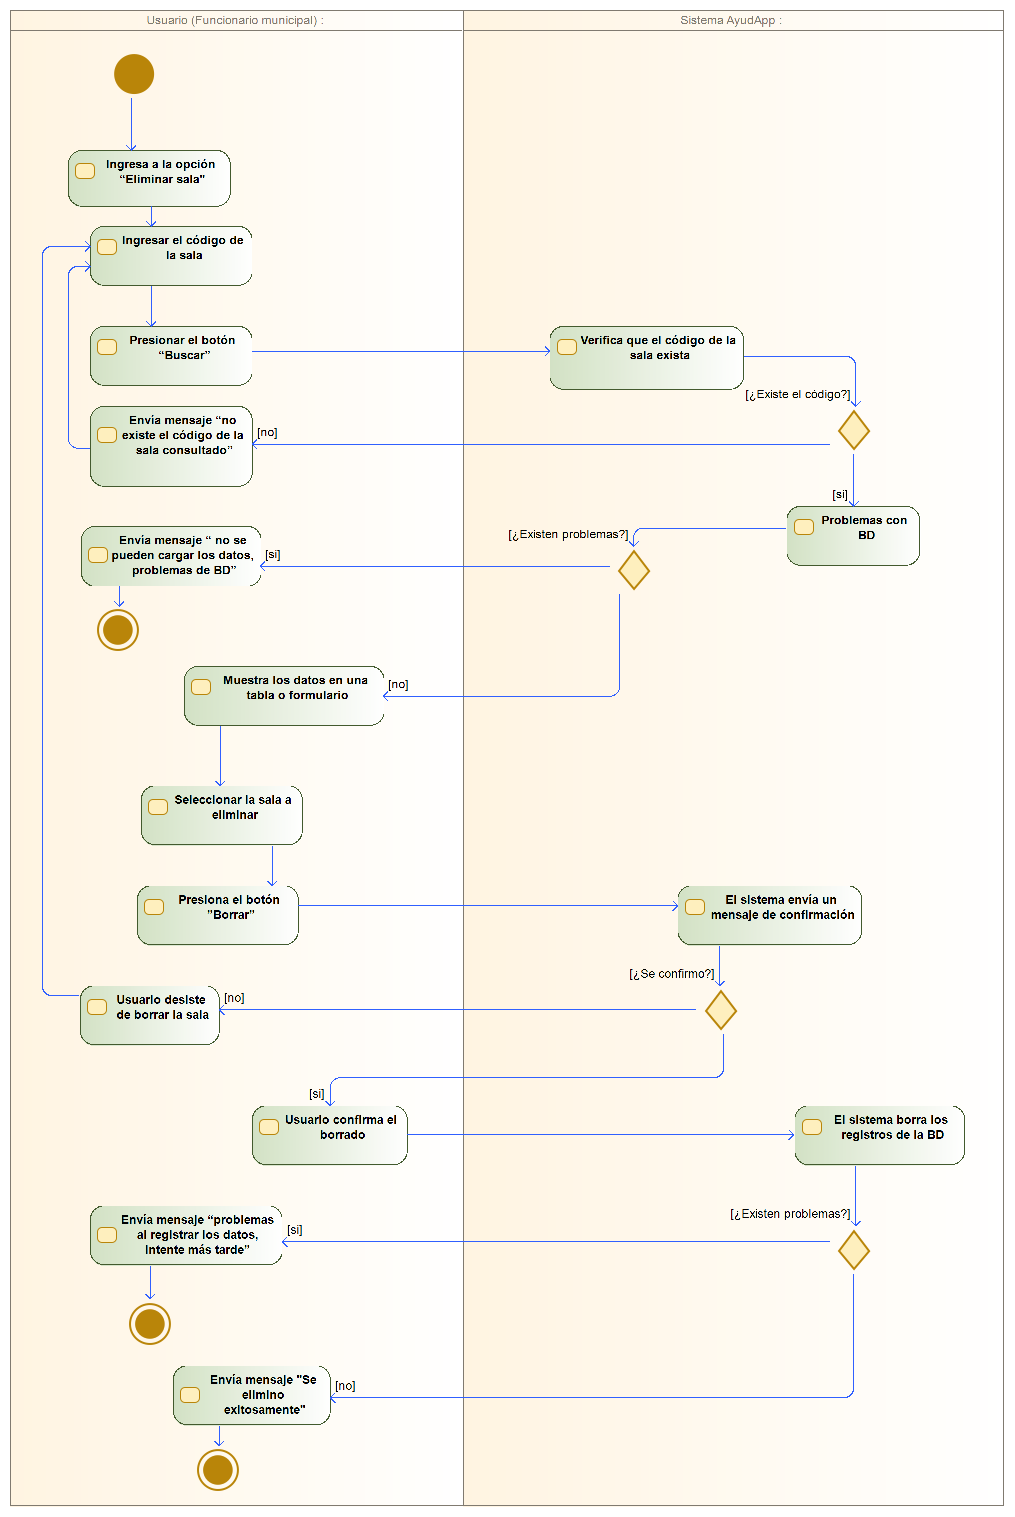 Usuario (Funcionario municipal) :
Sistema AyudApp :
Ingresa a la opción
“Eliminar sala"
Ingresar el código de
la sala
Presionar el botón
“Buscar”
Verifica que el código de la
sala exista
[¿Existe el código?]
Envía mensaje “no
existe el código de la
sala consultado”
[no]
[si]
Problemas con
BD
[¿Existen problemas?]
Envía mensaje “ no se
pueden cargar los datos,
problemas de BD”
[si]
Muestra los datos en una
tabla o formulario
[no]
Seleccionar la sala a
eliminar
Presiona el botón
”Borrar”
El sistema envía un
mensaje de confirmación
[¿Se confirmo?]
Usuario desiste
de borrar la sala
[no]
[si]
Usuario confirma el
borrado
El sistema borra los
registros de la BD
[¿Existen problemas?]
Envía mensaje “problemas
al registrar los datos,
intente más tarde”
[si]
Envía mensaje "Se
elimino
exitosamente"
[no]